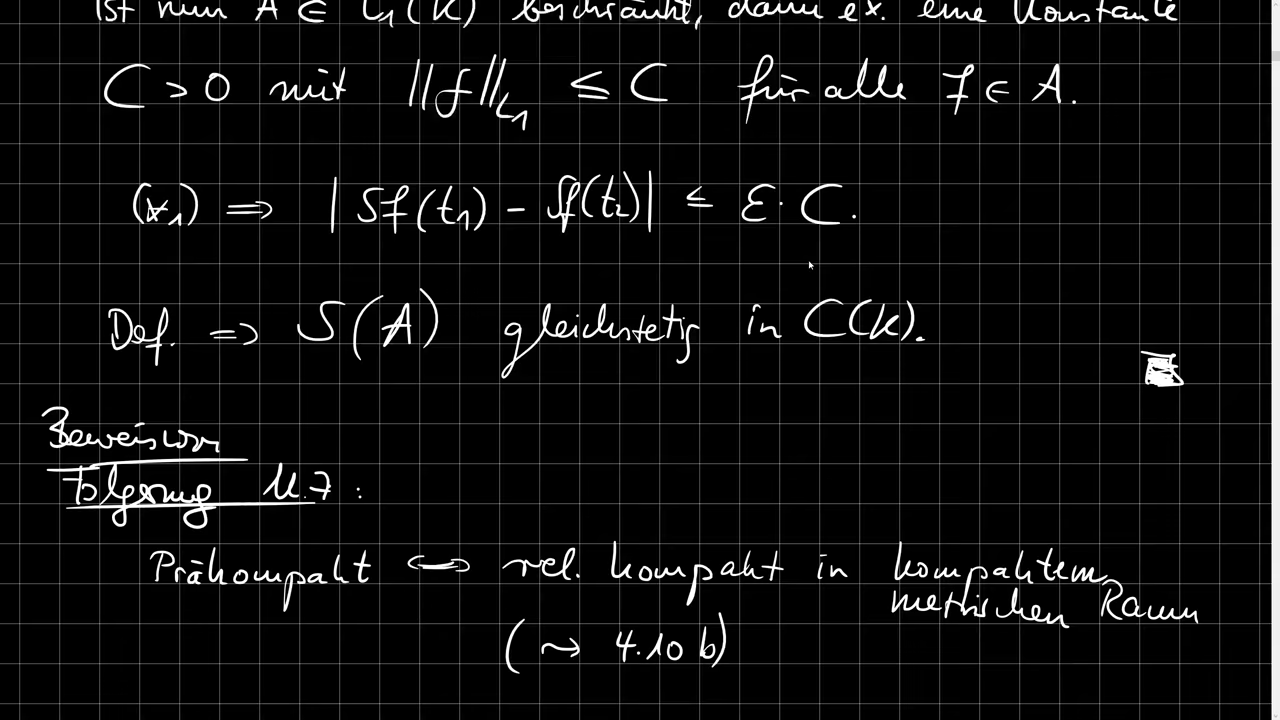 Ist nun A ∈ L₁(K) beschränkt, dann ex. eine Konstante
C > 0 mit ||f||_L₁ ≤ C für alle f ∈ A.
(*₁) ⇒ |Sf(t₁) - Sf(t₂)| ≤ ε · C.
Def. ⇒ S(A) gleichstetig in C(K).
Beweis von
Folgerung 11.7:
Präkompakt ⇔ rel. kompakt in kompaktem
metrischen Raum
(⇝ 4.10 b)